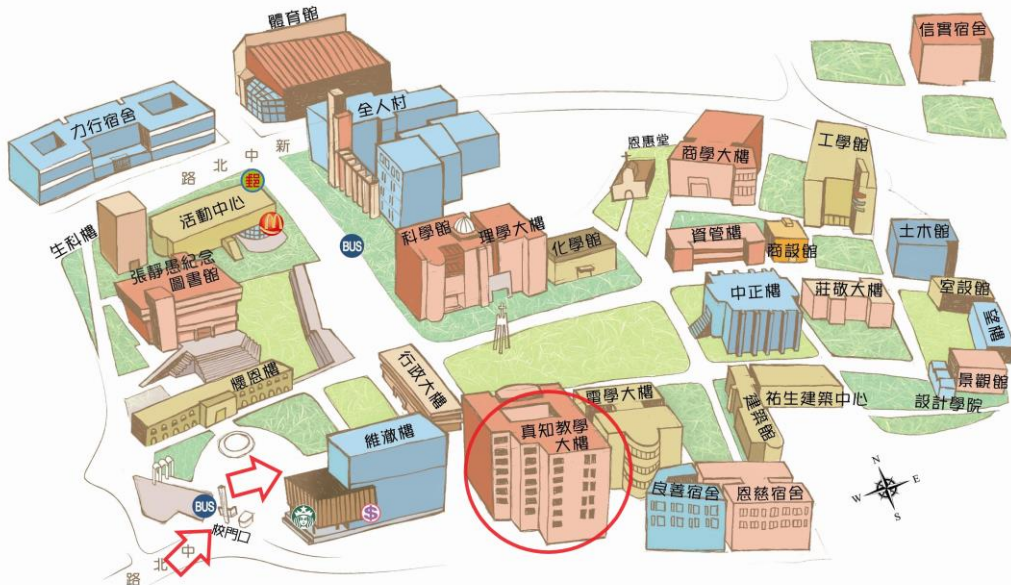 體育館
信實宿舍
力行宿舍
全人村
新
中
北
路
郵
恩惠堂
商學大樓
工學館
生科樓
活動中心
BUS
科學館
理學大樓
化學館
資管樓
商設館
土木館
張靜愚紀念
圖書館
中正樓
莊敬大樓
室設館
望樓
懷恩樓
行政大樓
電學大樓
建築館
祐生建築中心
景觀館
設計學院
真知教學
大樓
維澈樓
良善宿舍
恩慈宿舍
BUS
$
校門口
中
北
路
N
W
E
S